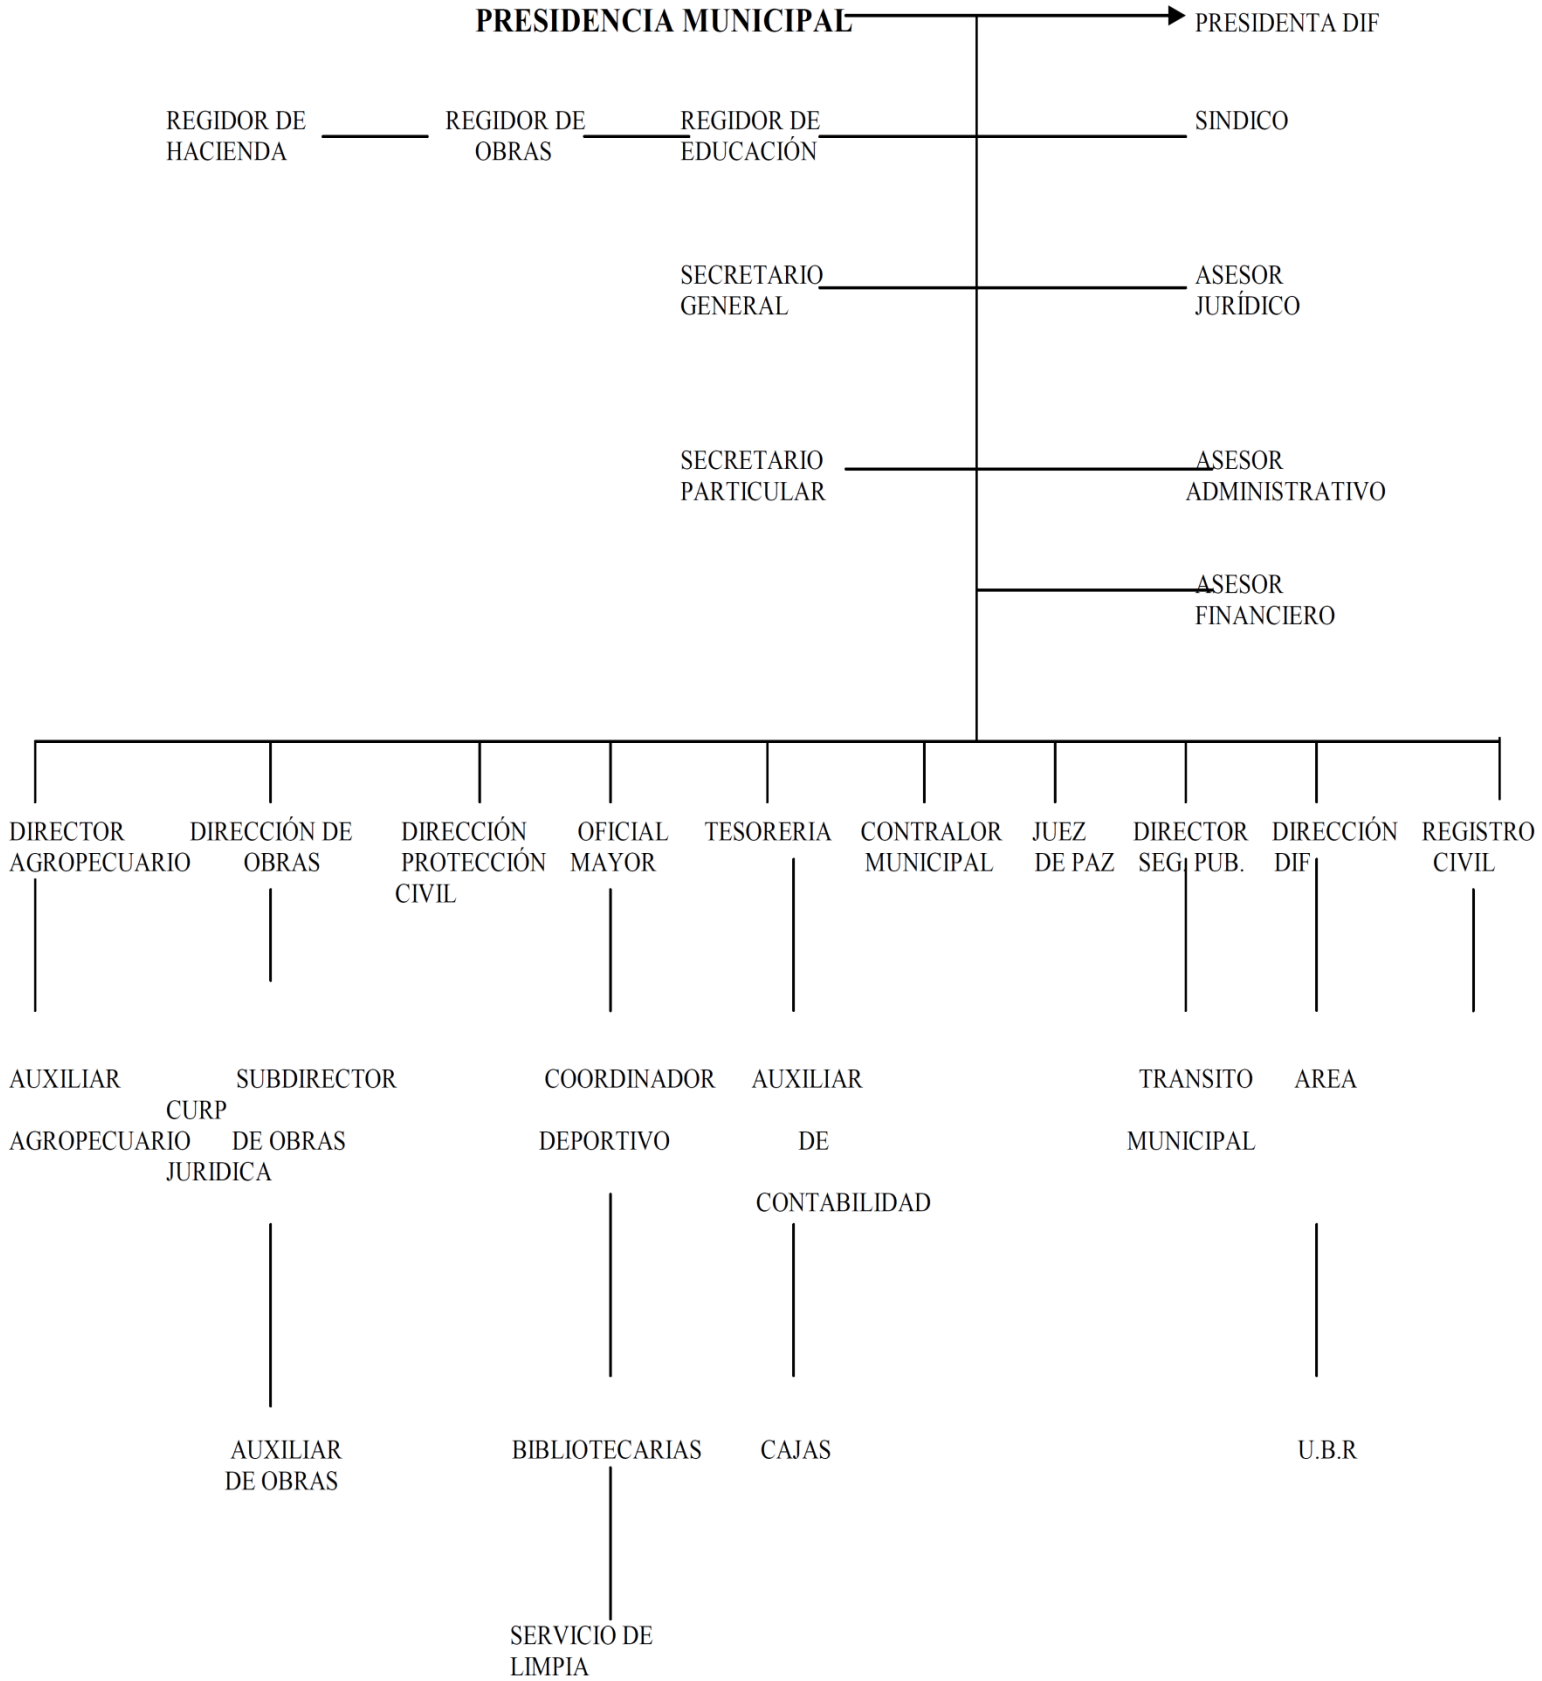 PRESIDENCIA MUNICIPAL
PRESIDENTA DIF
REGIDOR DE
HACENDA
REGIDOR DE
OBRAS
REGIDOR DE
EDUCACIÓN
SINDICO
SECRETARIO
GENERAL
ASESOR
JURÍDICO
SECRETARIO
PARTICULAR
ASESOR
ADMINISTRATIVO
ASESOR
FINANCIERO
DIRECTOR
AGROPECUARIO
DIRECCIÓN DE
OBRAS
DIRECCIÓN
PROTECCIÓN
CIVIL
OFICIAL
MAYOR
TESORERIA
CONTRALOR
MUNICIPAL
JUEZ
DE PAZ
DIRECTOR
SEG. PUB.
DIRECCIÓN
DIF
REGISTRO
CIVIL
AUXILIAR
AGROPECUARIO
CURP
JURIDICA
SUBDIRECTOR
DE OBRAS
COORDINADOR
DEPORTIVO
AUXILIAR
DE
CONTABILIDAD
TRANSITO
MUNICIPAL
AREA
AUXILIAR
DE OBRAS
BIBLIOTECARIAS
CAJAS
U.B.R
SERVICIO DE
LIMPIA